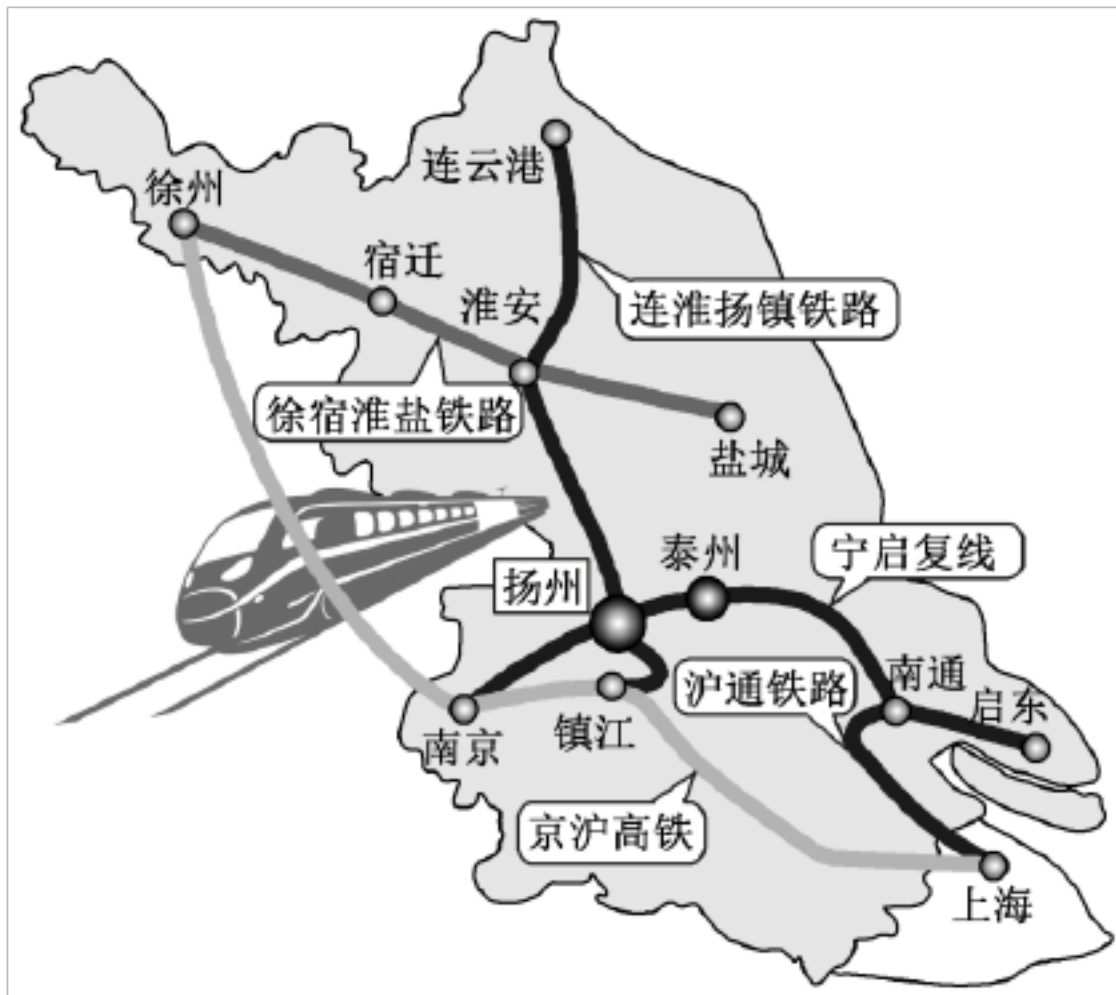 连云港
徐州
宿迁
淮安
连淮扬镇铁路
徐宿淮盐铁路
盐城
泰州
宁启复线
扬州
沪通铁路
南通
启东
南京
镇江
京沪高铁
上海